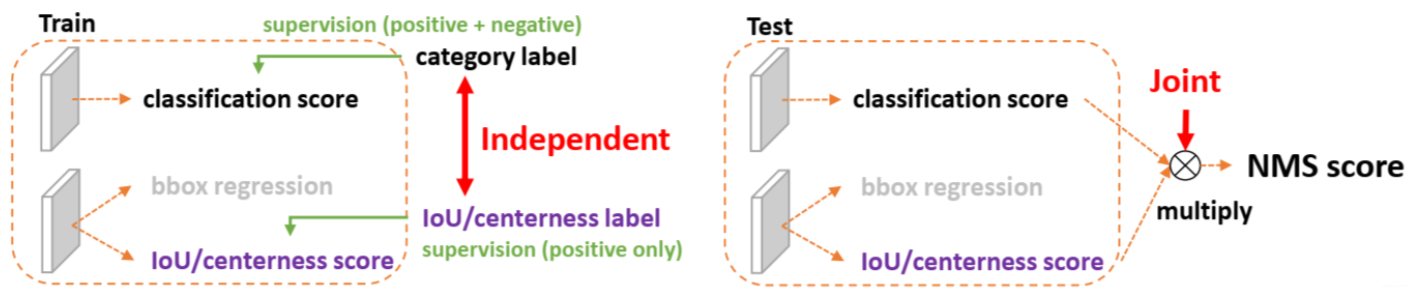 Train
supervision (positive + negative)
category label
classification score
Independent
bbox regression
IoU/centerness label
supervision (positive only)
IoU/centerness score
Test
classification score
Joint
NMS score
bbox regression
multiply
IoU/centerness score